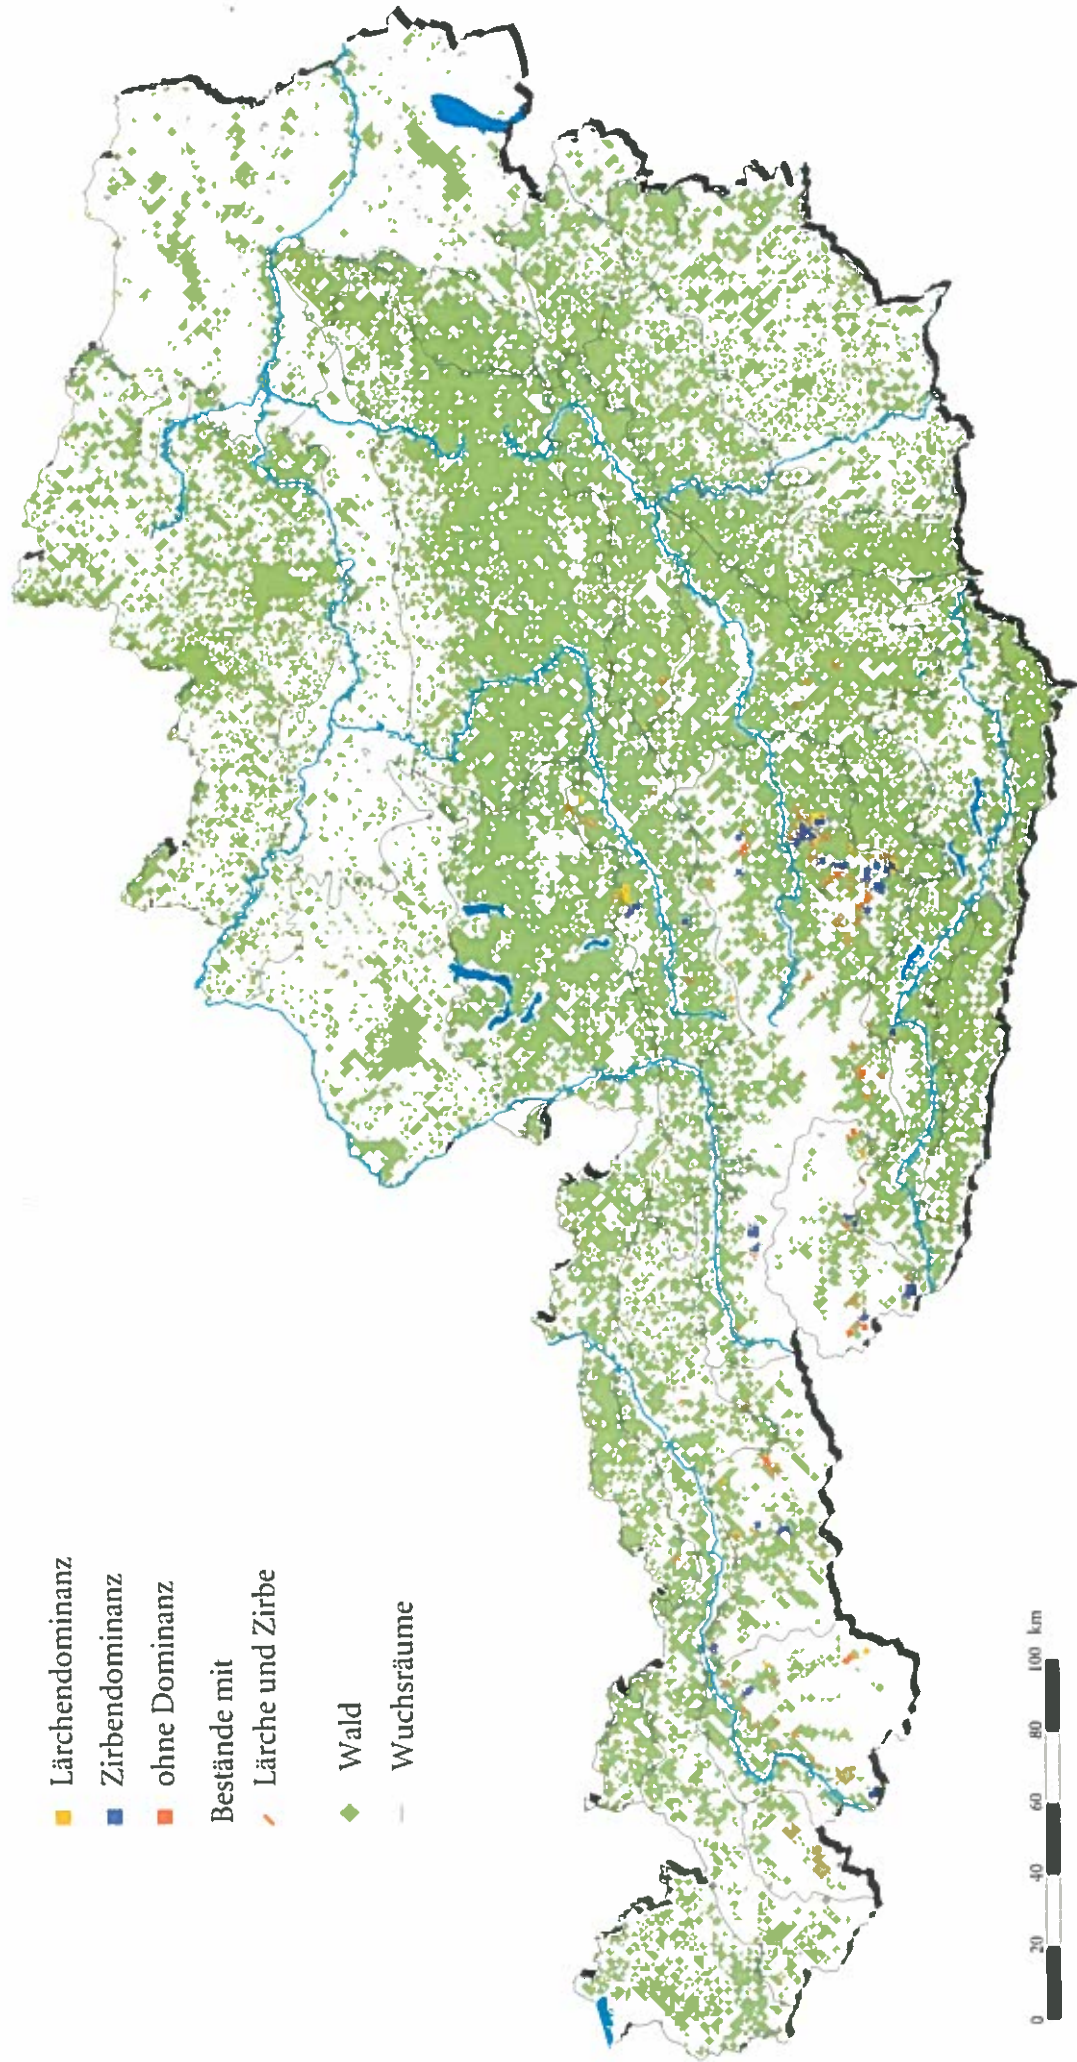 Lärchendominanz
Zirbendominanz
ohne Dominanz
Bestände mit
Lärche und Zirbe
Wald
Wuchsräume
0 20 40 60 80 100 km